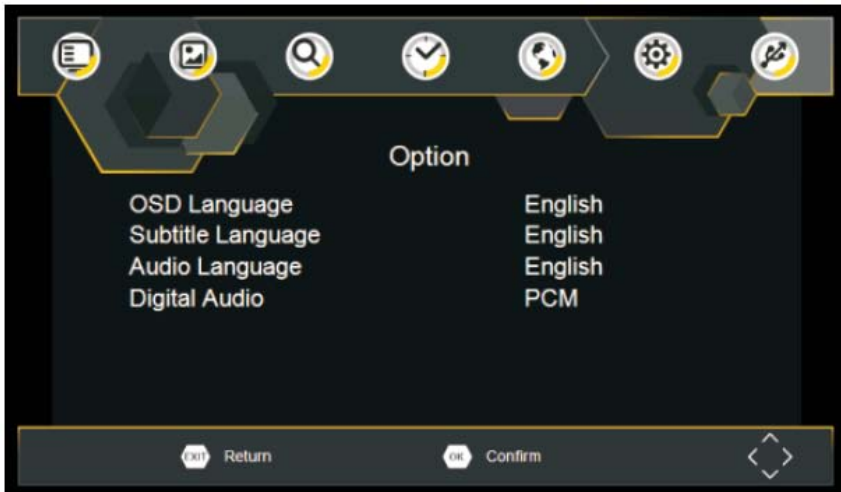 Option
OSD Language English
Subtitle Language English
Audio Language English
Digital Audio PCM
EXIT Return OK Confirm